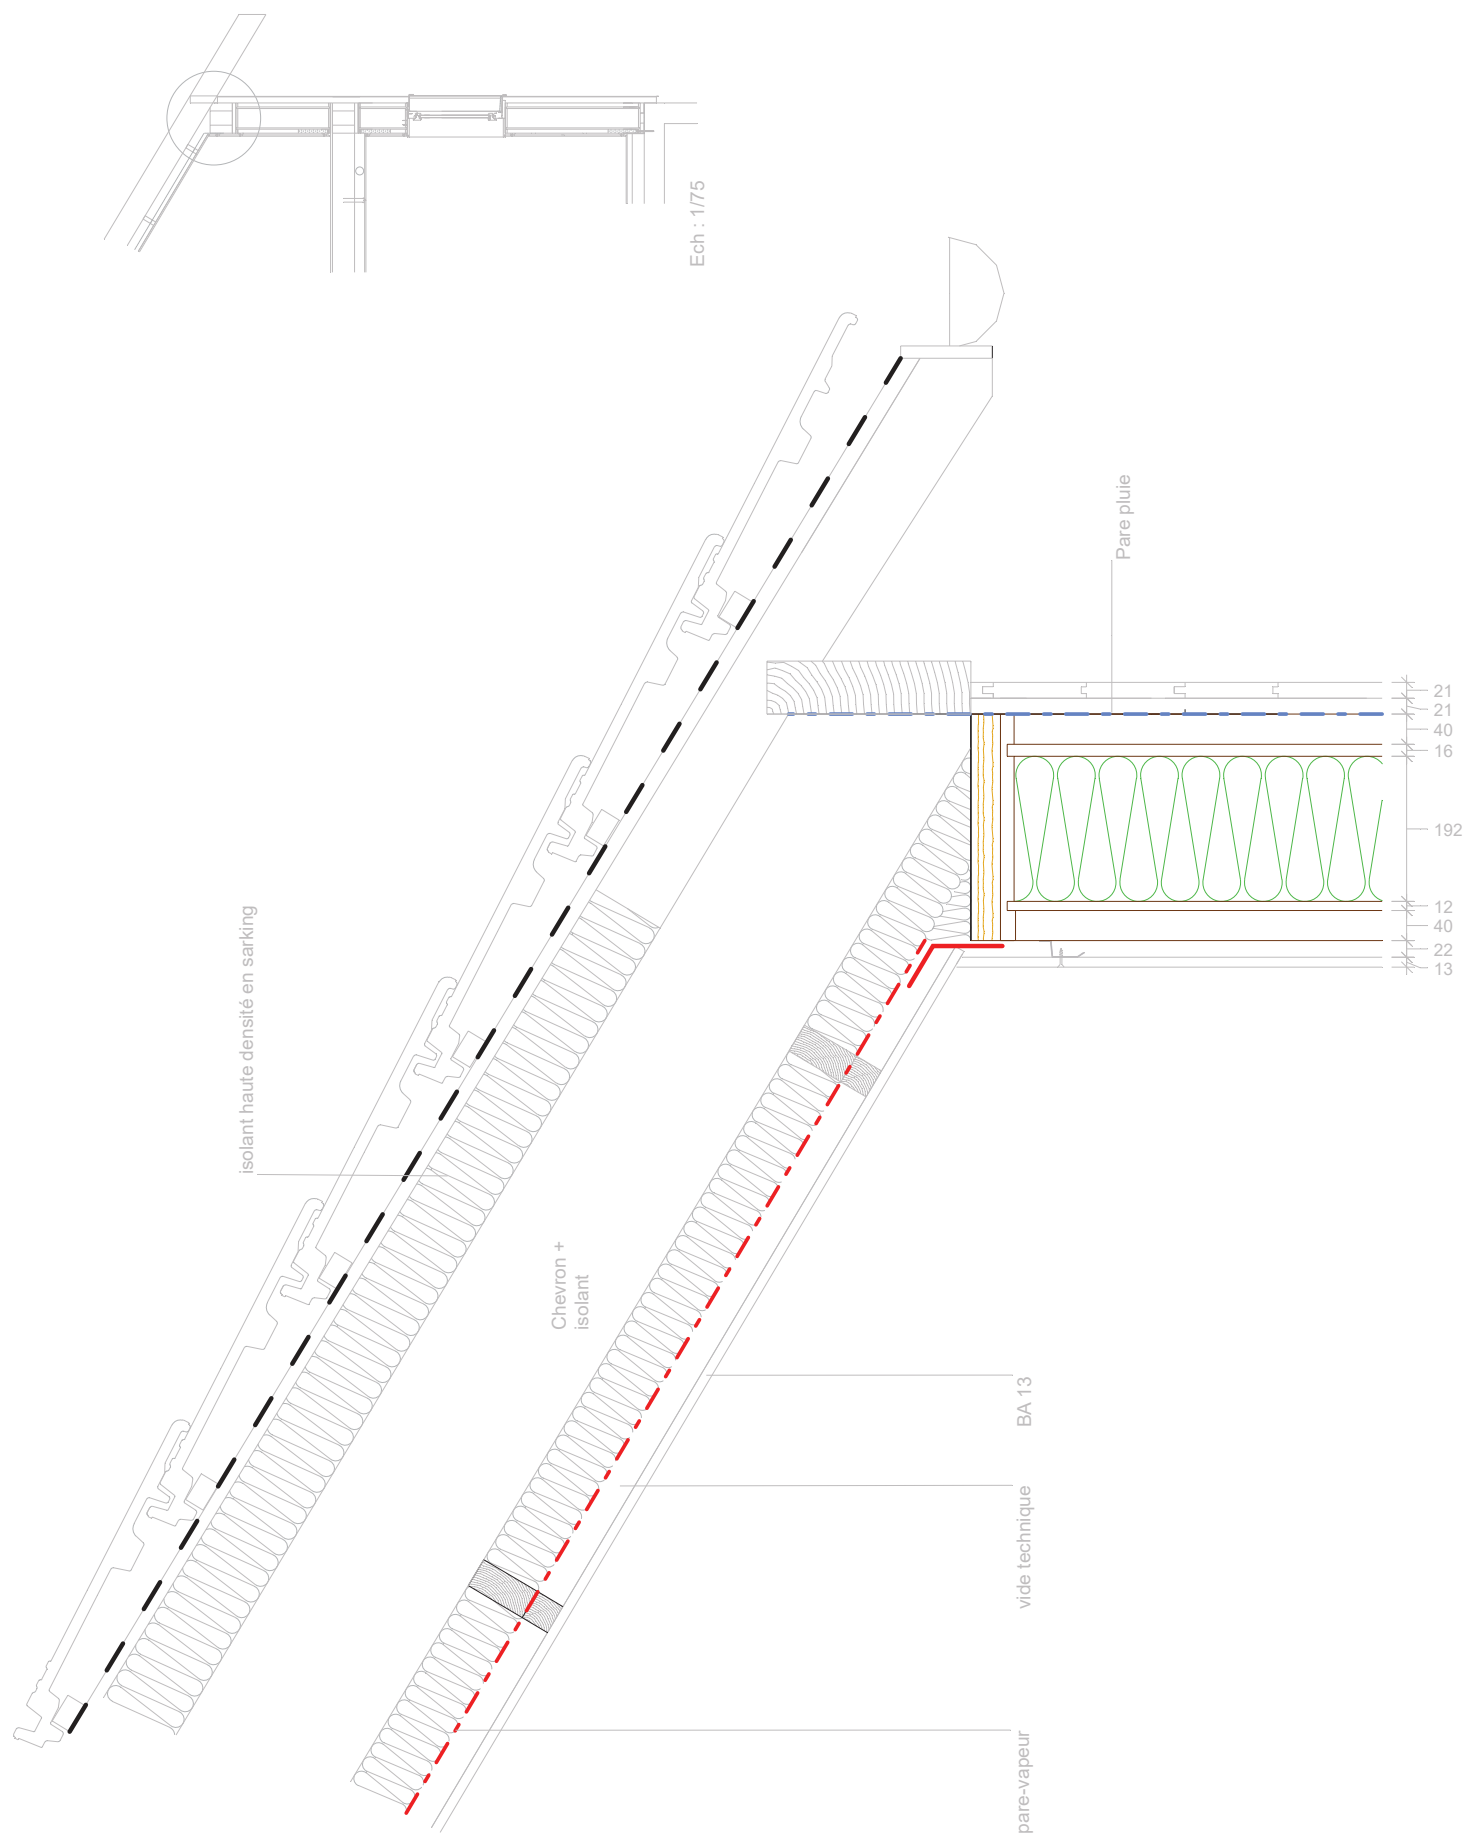 Ech : 1/75
Pare pluie
isolant haute densité en sarking
Chevron +
isolant
BA 13
vide technique
pare-vapeur
21
21
40
16
192
12
40
22
13